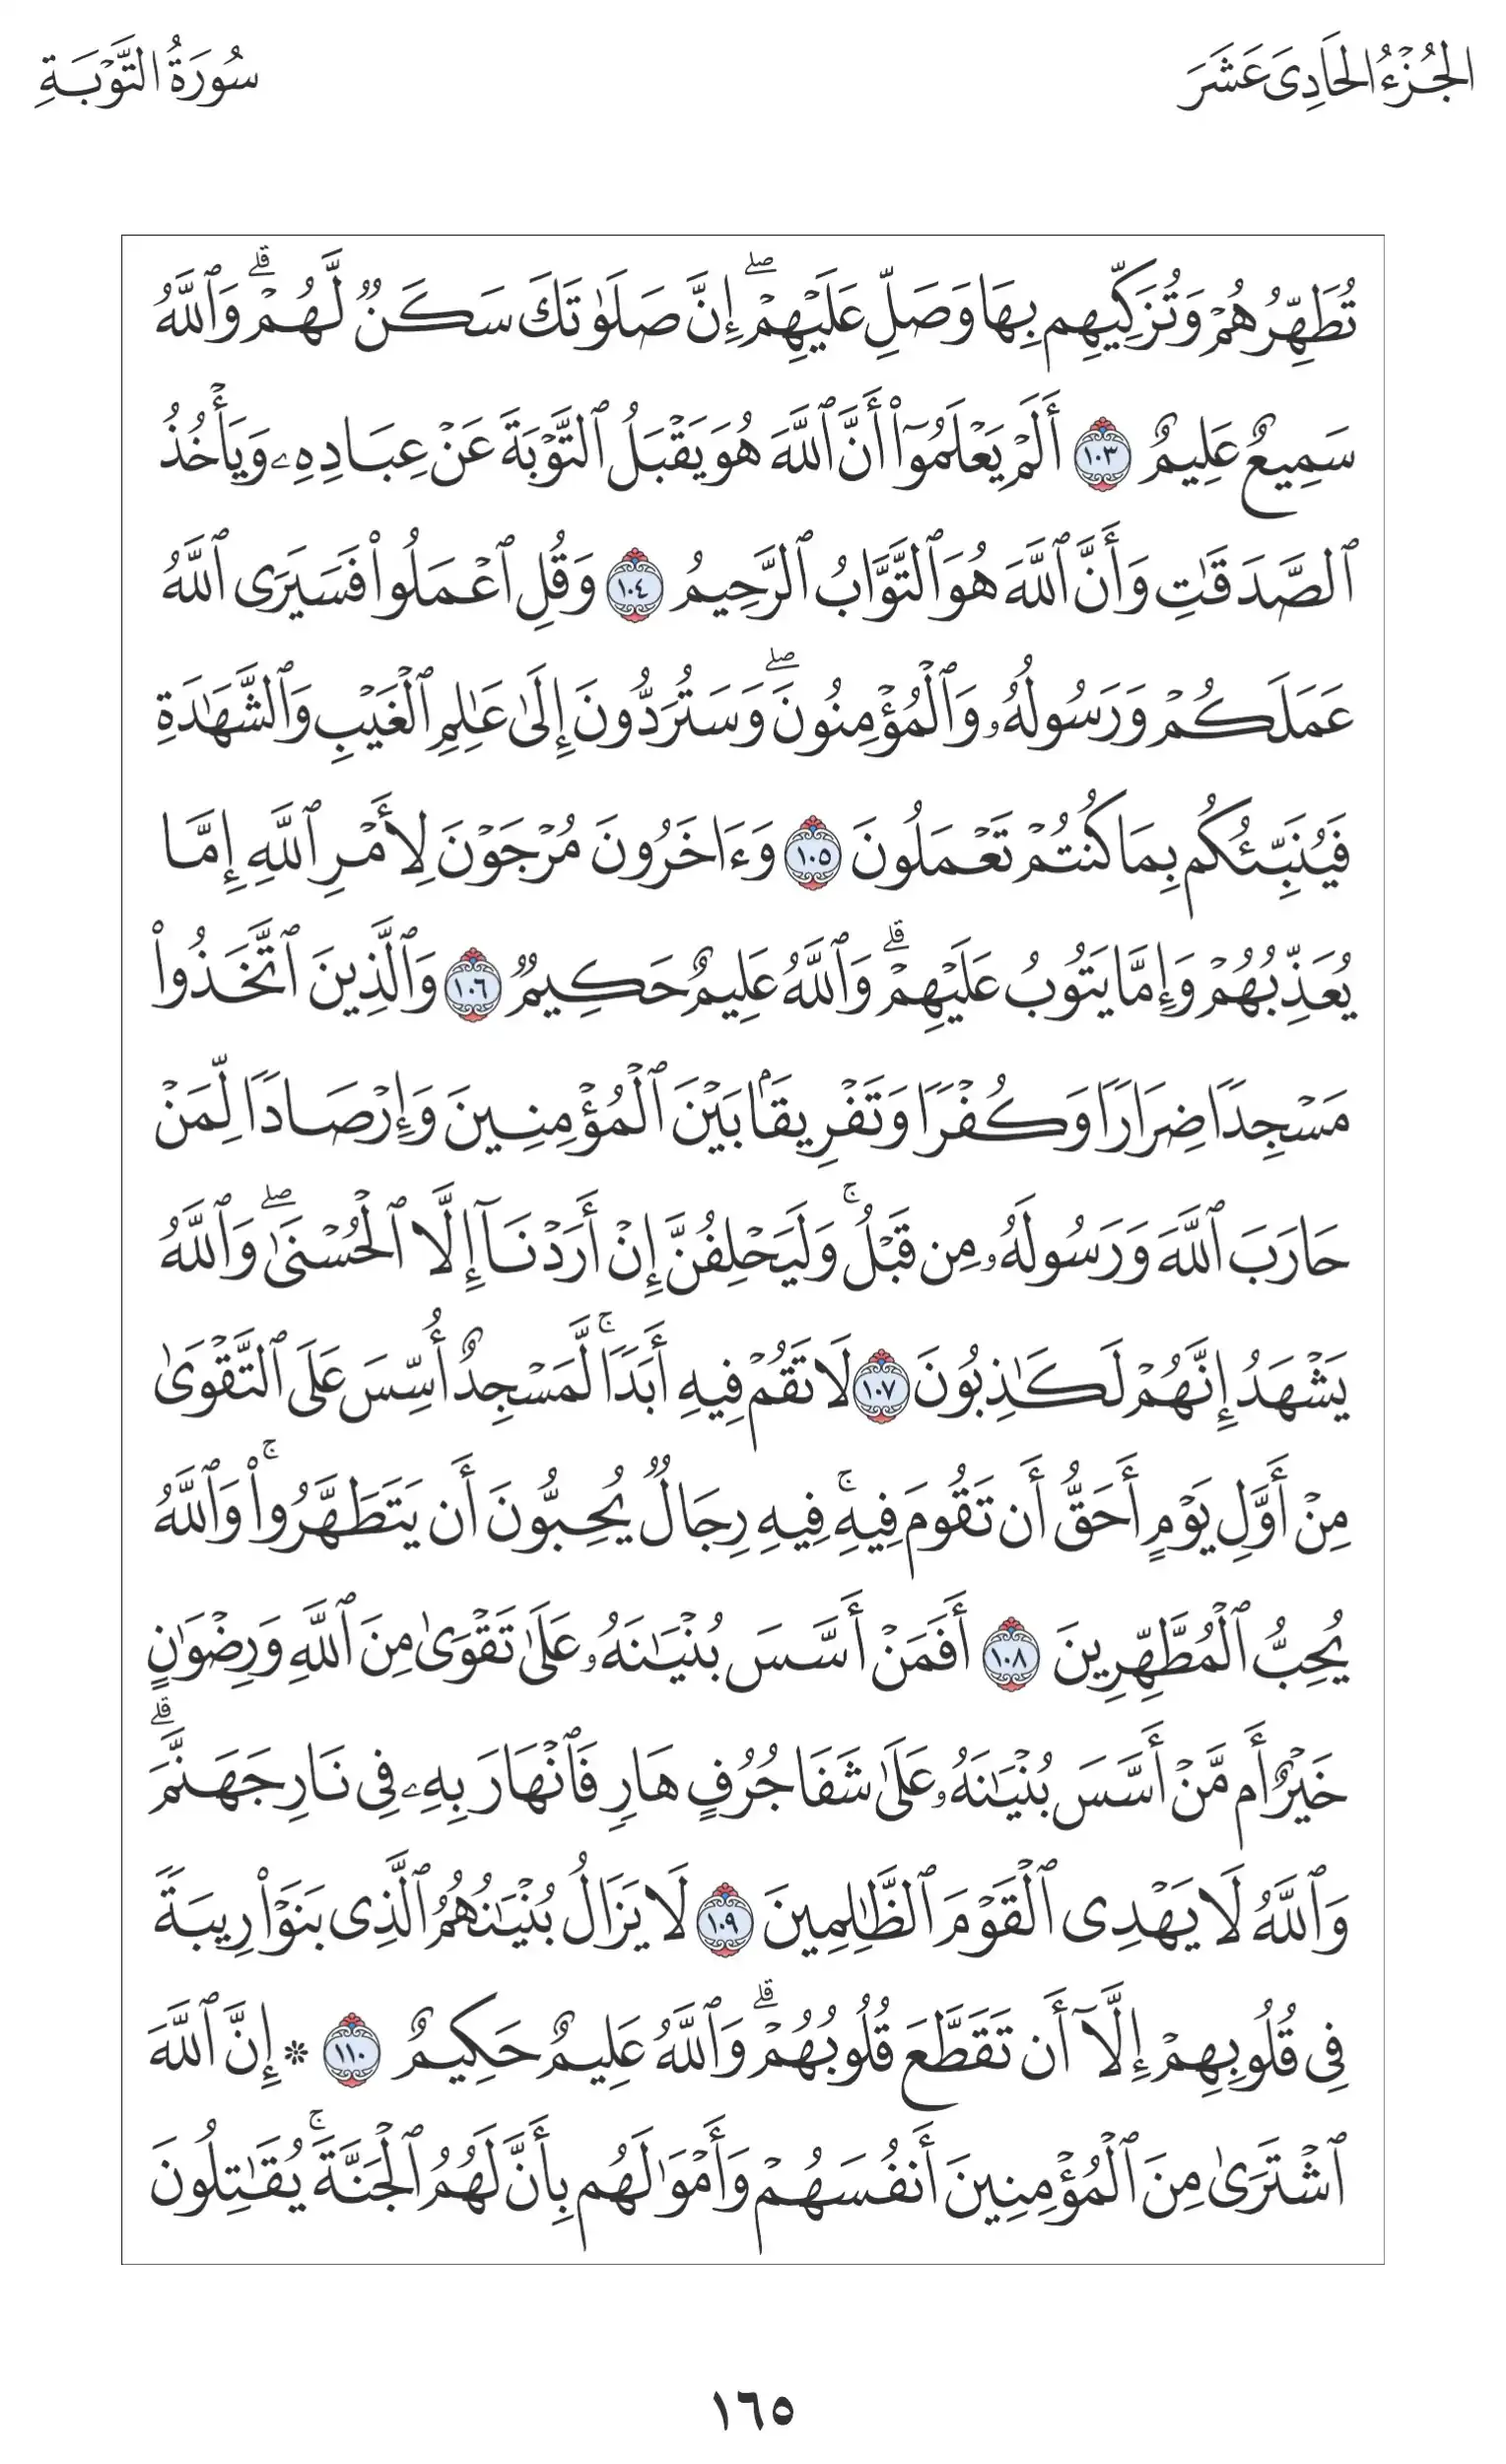 الجُزْءُ الحَادِىَ عَشَرَ
سُورَةُ التَّوْبَةِ
تُطَهِّرُهُمْ وَتُزَكِّيهِم بِهَا وَصَلِّ عَلَيْهِمْۖ إِنَّ صَلَوٰتَكَ سَكَنٌ لَّهُمْۗ وَٱللَّهُ
سَمِيعٌ عَلِيمٌ ١٠٣ أَلَمْ يَعْلَمُوٓا۟ أَنَّ ٱللَّهَ هُوَ يَقْبَلُ ٱلتَّوْبَةَ عَنْ عِبَادِهِۦ وَيَأْخُذُ
ٱلصَّدَقَٰتِ وَأَنَّ ٱللَّهَ هُوَ ٱلتَّوَّابُ ٱلرَّحِيمُ ١٠٤ وَقُلِ ٱعْمَلُوا۟ فَسَيَرَى ٱللَّهُ
عَمَلَكُمْ وَرَسُولُهُۥ وَٱلْمُؤْمِنُونَۖ وَسَتُرَدُّونَ إِلَىٰ عَٰلِمِ ٱلْغَيْبِ وَٱلشَّهَٰدَةِ
فَيُنَبِّئُكُم بِمَا كُنتُمْ تَعْمَلُونَ ١٠٥ وَءَاخَرُونَ مُرْجَوْنَ لِأَمْرِ ٱللَّهِ إِمَّا
يُعَذِّبُهُمْ وَإِمَّا يَتُوبُ عَلَيْهِمْۗ وَٱللَّهُ عَلِيمٌ حَكِيمٌ ١٠٦ وَٱلَّذِينَ ٱتَّخَذُوا۟
مَسْجِدًا ضِرَارًا وَكُفْرًا وَتَفْرِيقًۢا بَيْنَ ٱلْمُؤْمِنِينَ وَإِرْصَادًا لِّمَنْ
حَارَبَ ٱللَّهَ وَرَسُولَهُۥ مِن قَبْلُۚ وَلَيَحْلِفُنَّ إِنْ أَرَدْنَآ إِلَّا ٱلْحُسْنَىٰۖ وَٱللَّهُ
يَشْهَدُ إِنَّهُمْ لَكَٰذِبُونَ ١٠٧ لَا تَقُمْ فِيهِ أَبَدًاۚ لَّمَسْجِدٌ أُسِّسَ عَلَى ٱلتَّقْوَىٰ
مِنْ أَوَّلِ يَوْمٍ أَحَقُّ أَن تَقُومَ فِيهِۚ فِيهِ رِجَالٌ يُحِبُّونَ أَن يَتَطَهَّرُوا۟ۚ وَٱللَّهُ
يُحِبُّ ٱلْمُطَّهِّرِينَ ١٠٨ أَفَمَنْ أَسَّسَ بُنْيَٰنَهُۥ عَلَىٰ تَقْوَىٰ مِنَ ٱللَّهِ وَرِضْوَٰنٍ
خَيْرٌ أَم مَّنْ أَسَّسَ بُنْيَٰنَهُۥ عَلَىٰ شَفَا جُرُفٍ هَارٍ فَٱنْهَارَ بِهِۦ فِى نَارِ جَهَنَّمَۗ
وَٱللَّهُ لَا يَهْدِى ٱلْقَوْمَ ٱلظَّٰلِمِينَ ١٠٩ لَا يَزَالُ بُنْيَٰنُهُمُ ٱلَّذِى بَنَوْا۟ رِيبَةً
فِى قُلُوبِهِمْ إِلَّآ أَن تَقَطَّعَ قُلُوبُهُمْۗ وَٱللَّهُ عَلِيمٌ حَكِيمٌ ١١٠ ۞ إِنَّ ٱللَّهَ
ٱشْتَرَىٰ مِنَ ٱلْمُؤْمِنِينَ أَنفُسَهُمْ وَأَمْوَٰلَهُم بِأَنَّ لَهُمُ ٱلْجَنَّةَۚ يُقَٰتِلُونَ
١٦٥